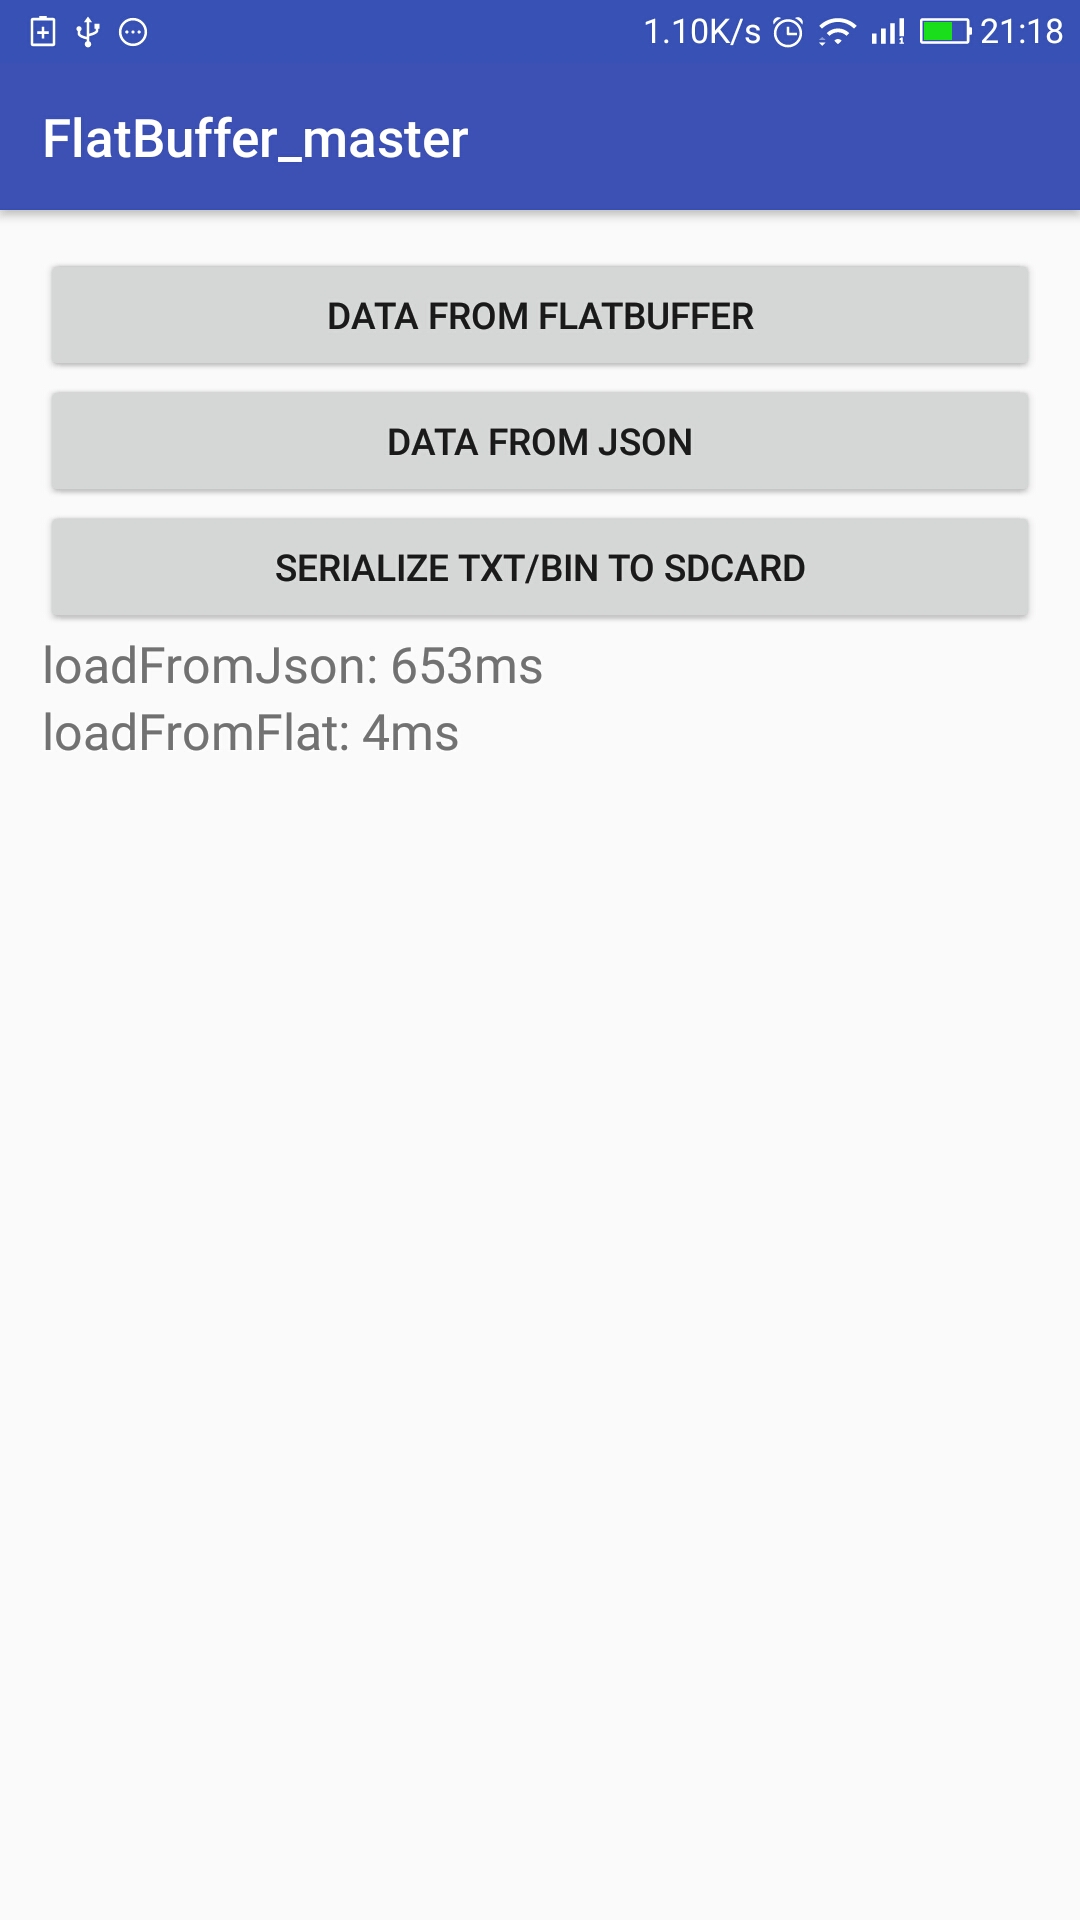 1.10K/s 21:18
FlatBuffer_master
DATA FROM FLATBUFFER
DATA FROM JSON
SERIALIZE TXT/BIN TO SDCARD
loadFromJson: 653ms
loadFromFlat: 4ms